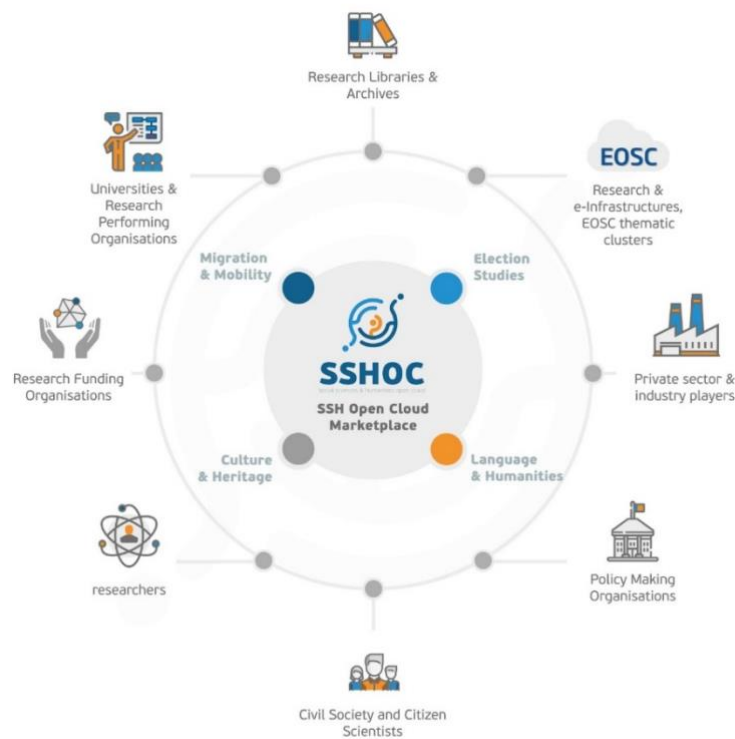 Research Libraries &
Archives
Universities &
Research
Performing
Organisations
EOSC
Research &
e-Infrastructures,
EOSC thematic
clusters
Migration
& Mobility
Election
Studies
SSHOC
SSH Open Cloud
Marketplace
Research Funding
Organisations
Private sector &
industry players
Culture
& Heritage
Language
& Humanities
researchers
Policy Making
Organisations
Civil Society and Citizen
Scientists